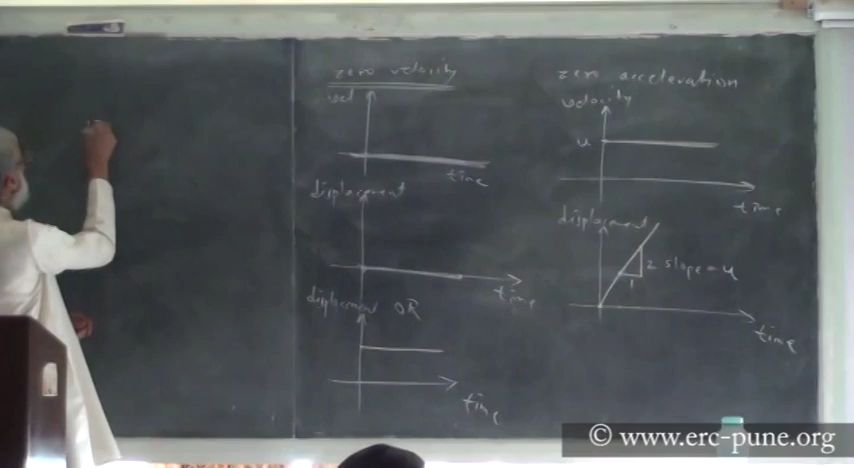 zero velocity
vel
time
displacement
time
displacement OR
time
zero acceleration
velocity
u
time
displacement
2 slope = u
1
time
© www.erc-pune.org